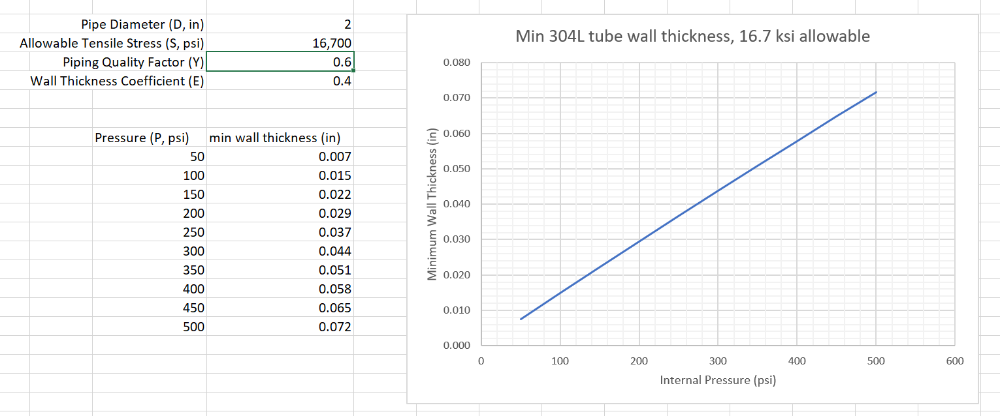 Pipe Diameter (D, in) 2
Allowable Tensile Stress (S, psi) 16,700
Piping Quality Factor (Y) 0.6
Wall Thickness Coefficient (E) 0.4
Pressure (P, psi) min wall thickness (in)
50 0.007
100 0.015
150 0.022
200 0.029
250 0.037
300 0.044
350 0.051
400 0.058
450 0.065
500 0.072
Min 304L tube wall thickness, 16.7 ksi allowable
Minimum Wall Thickness (in)
0.080
0.070
0.060
0.050
0.040
0.030
0.020
0.010
0.000
0 100 200 300 400 500 600
Internal Pressure (psi)